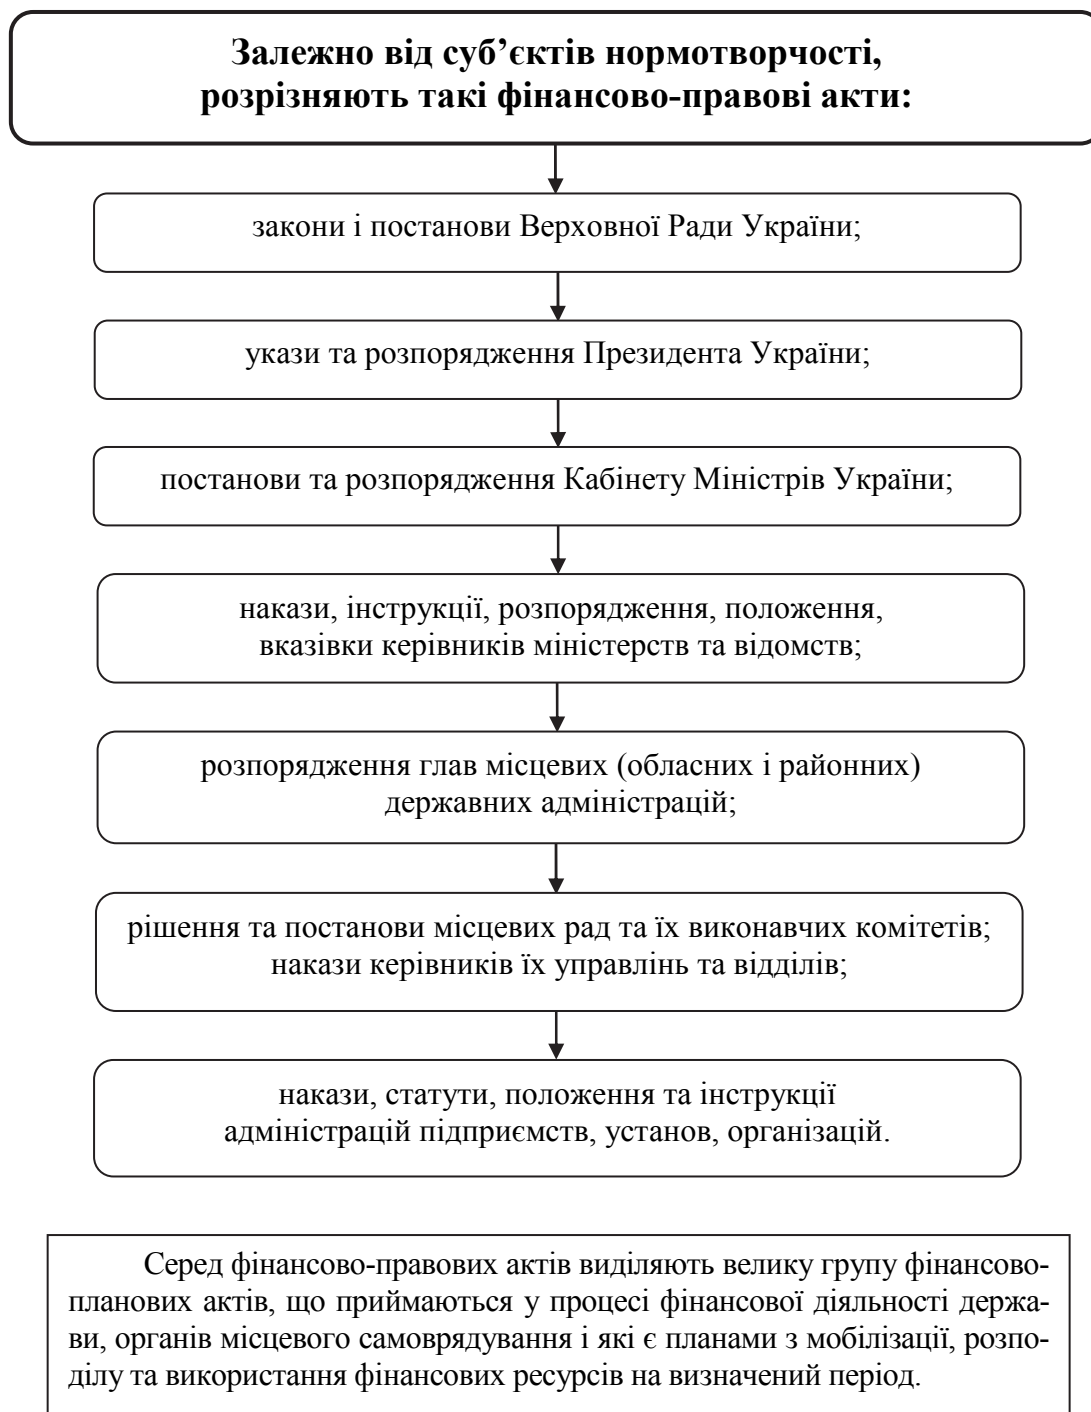 Залежно від суб’єктів нормотворчості,
розрізняють такі фінансово-правові акти:
закони і постанови Верховної Ради України;
укази та розпорядження Президента України;
постанови та розпорядження Кабінету Міністрів України;
накази, інструкції, розпорядження, положення,
вказівки керівників міністерств та відомств;
розпорядження глав місцевих (обласних і районних)
державних адміністрацій;
рішення та постанови місцевих рад та їх виконавчих комітетів;
накази керівників їх управлінь та відділів;
накази, статути, положення та інструкції
адміністрацій підприємств, установ, організацій.
Серед фінансово-правових актів виділяють велику групу фінансово-
планових актів, що приймаються у процесі фінансової діяльності держа-
ви, органів місцевого самоврядування і які є планами з мобілізації, розпо-
ділу та використання фінансових ресурсів на визначений період.